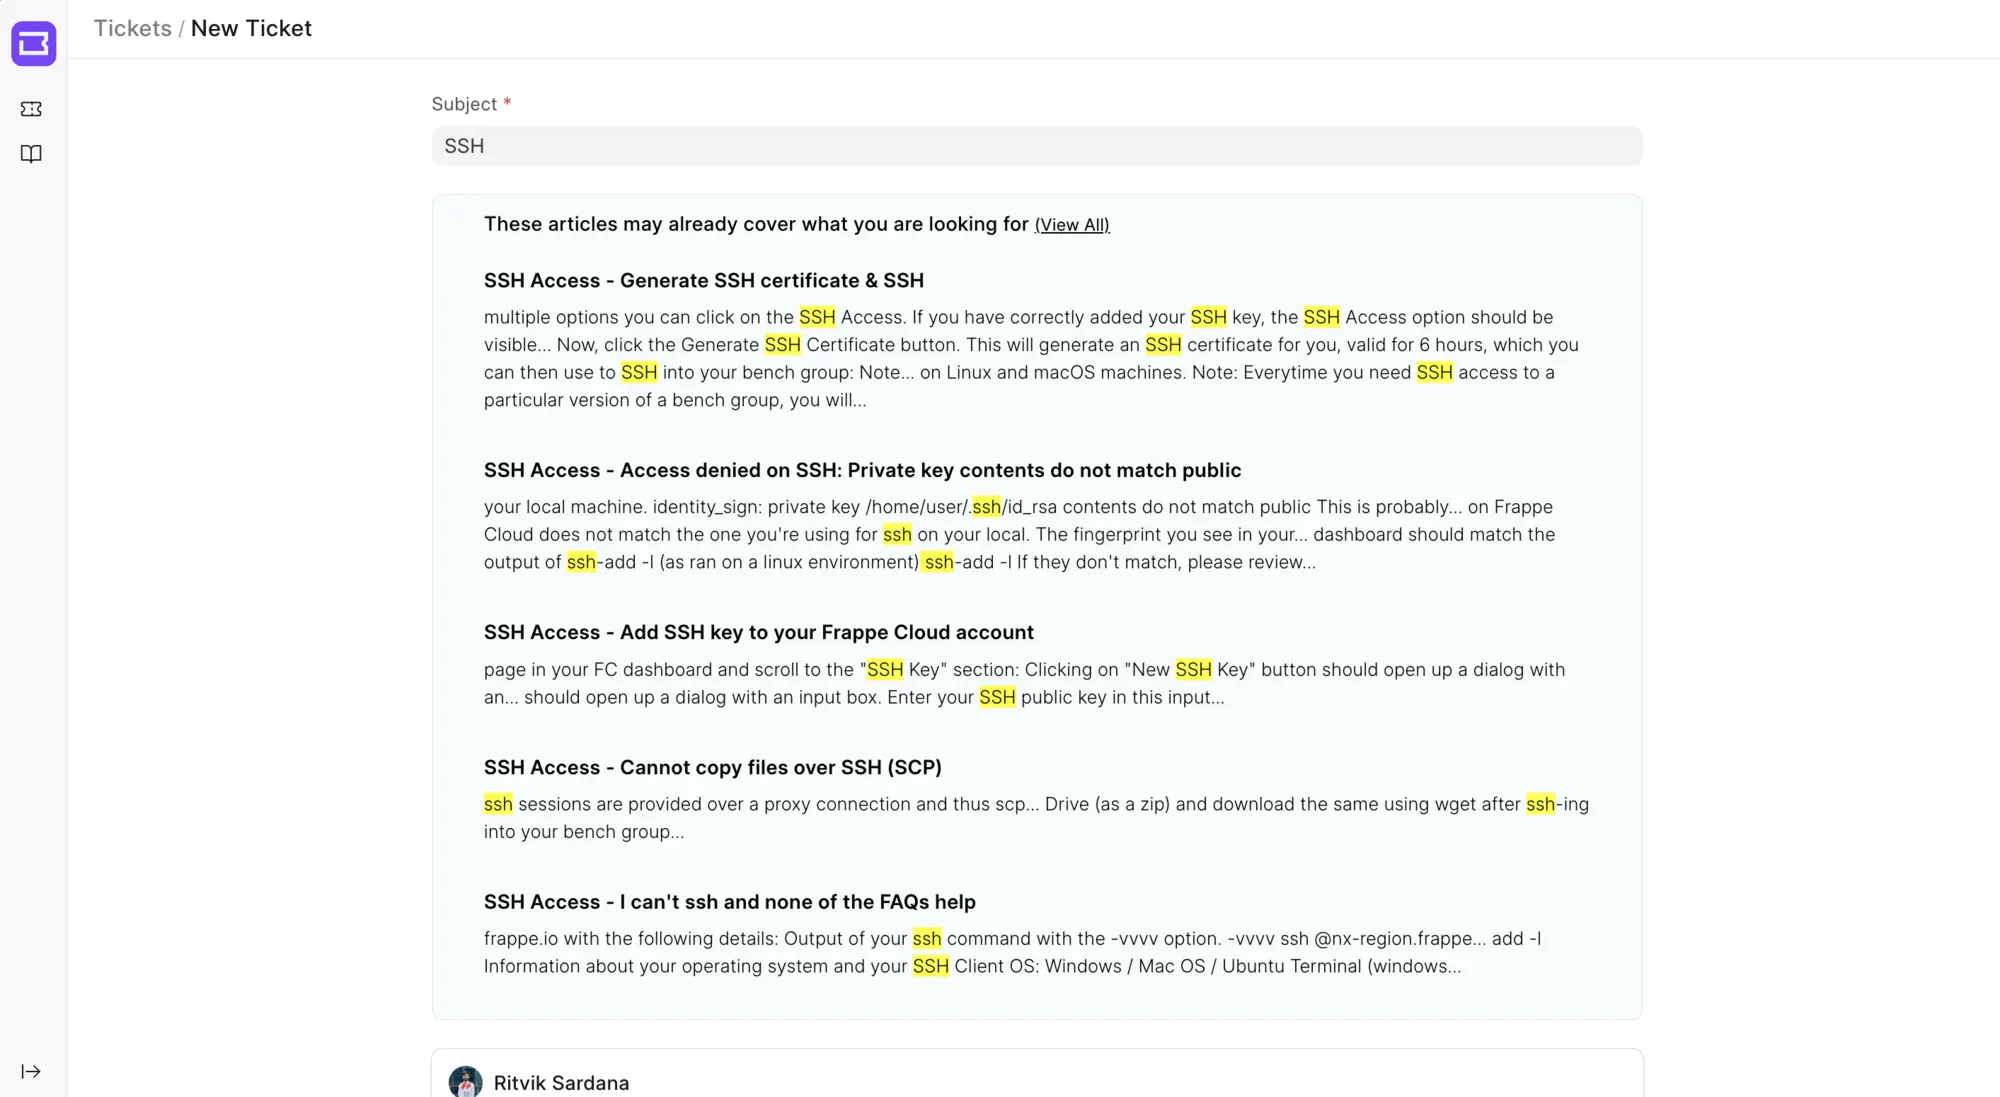 Tickets / New Ticket
Subject *
SSH
These articles may already cover what you are looking for (View All)
SSH Access - Generate SSH certificate & SSH
multiple options you can click on the SSH Access. If you have correctly added your SSH key, the SSH Access option should be
visible... Now, click the Generate SSH Certificate button. This will generate an SSH certificate for you, valid for 6 hours, which you
can then use to SSH into your bench group: Note... on Linux and macOS machines. Note: Everytime you need SSH access to a
particular version of a bench group, you will...
SSH Access - Access denied on SSH: Private key contents do not match public
your local machine. identity_sign: private key /home/user/.ssh/id_rsa contents do not match public This is probably... on Frappe
Cloud does not match the one you're using for ssh on your local. The fingerprint you see in your... dashboard should match the
output of ssh-add -l (as ran on a linux environment) ssh-add -l If they don't match, please review...
SSH Access - Add SSH key to your Frappe Cloud account
page in your FC dashboard and scroll to the "SSH Key" section: Clicking on "New SSH Key" button should open up a dialog with
an... should open up a dialog with an input box. Enter your SSH public key in this input...
SSH Access - Cannot copy files over SSH (SCP)
ssh sessions are provided over a proxy connection and thus scp... Drive (as a zip) and download the same using wget after ssh-ing
into your bench group...
SSH Access - I can't ssh and none of the FAQs help
frappe.io with the following details: Output of your ssh command with the -vvvv option. -vvvv ssh @nx-region.frappe... add -l
Information about your operating system and your SSH Client OS: Windows / Mac OS / Ubuntu Terminal (windows...
Ritvik Sardana